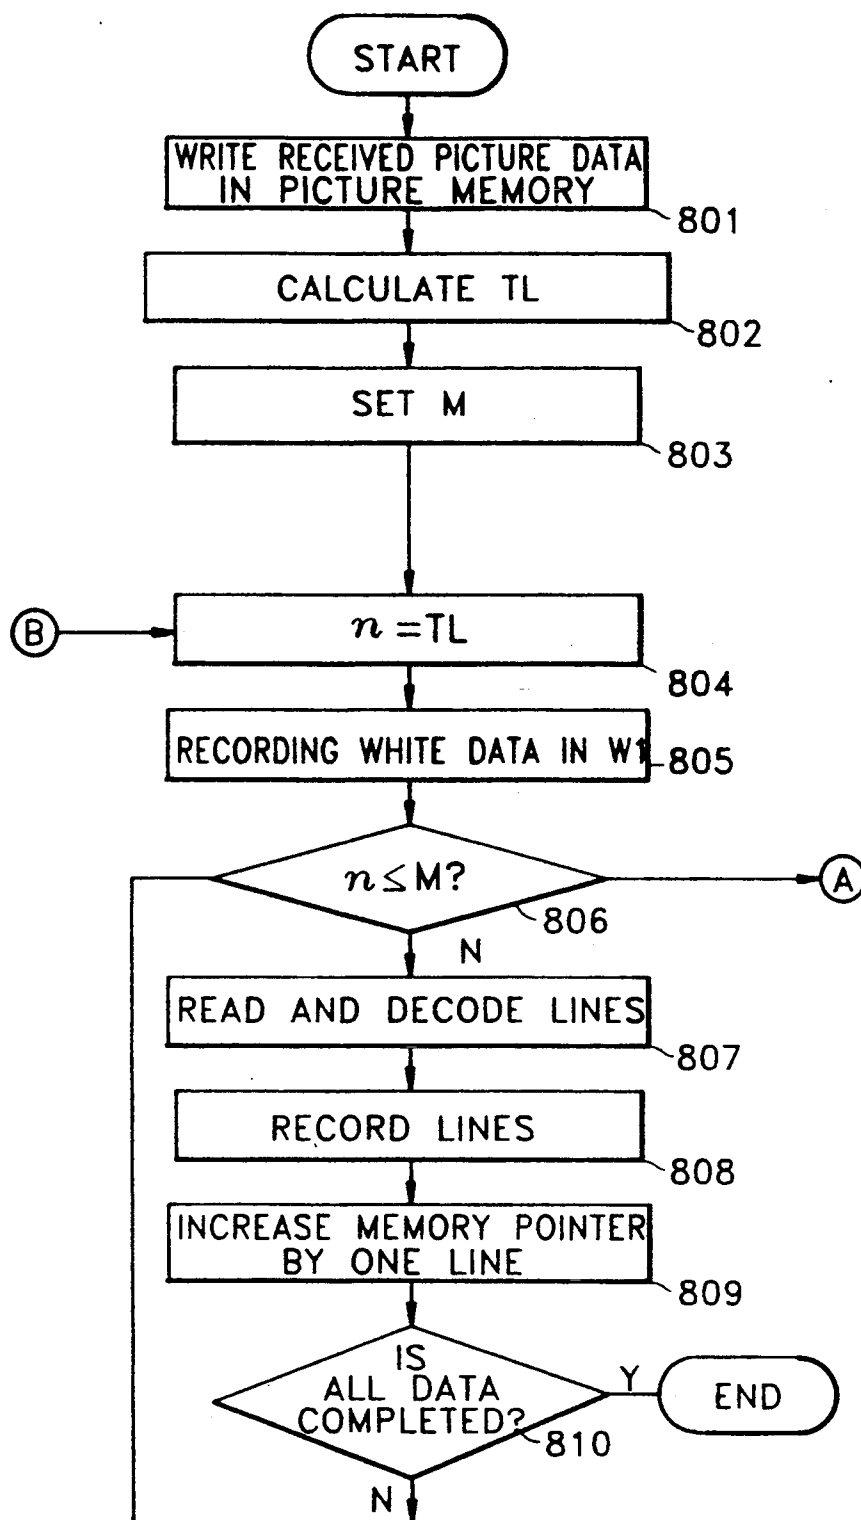 START
WRITE RECEIVED PICTURE DATA
IN PICTURE MEMORY
801
CALCULATE TL
802
SET M
803
B
n = TL
804
RECORDING WHITE DATA IN W1
805
n ≤ M?
A
806
N
READ AND DECODE LINES
807
RECORD LINES
808
INCREASE MEMORY POINTER
BY ONE LINE
809
IS
ALL DATA
COMPLETED?
Y
END
810
N